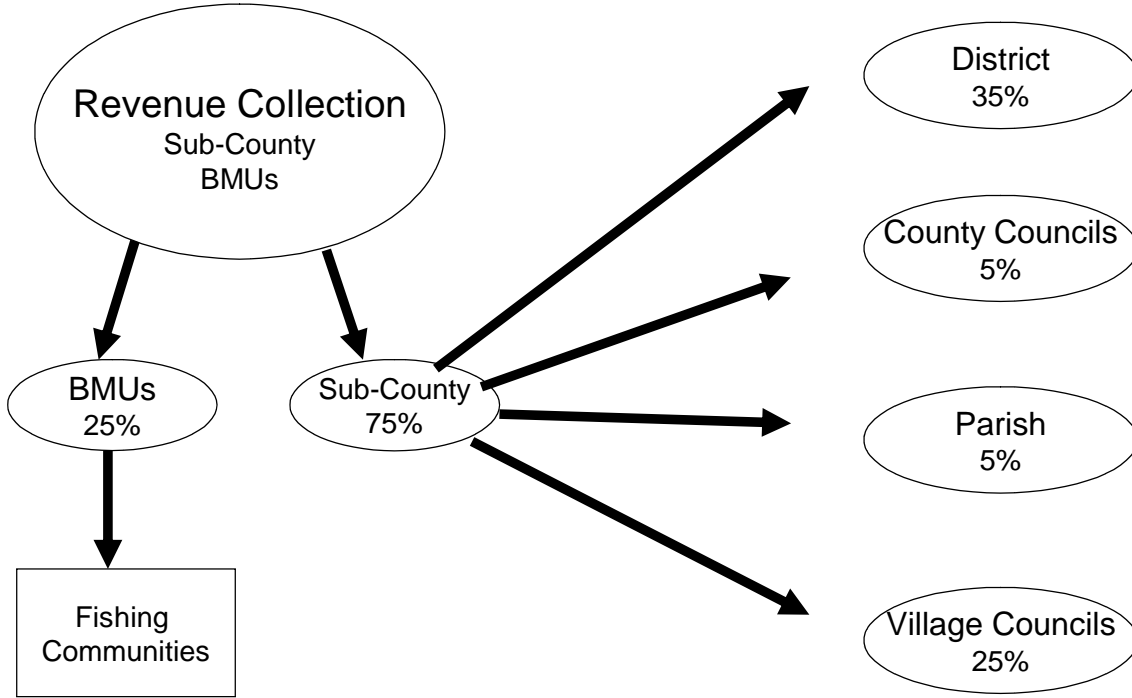 Revenue Collection
Sub-County
BMUs
BMUs
25%
Fishing
Communities
Sub-County
75%
District
35%
County Councils
5%
Parish
5%
Village Councils
25%